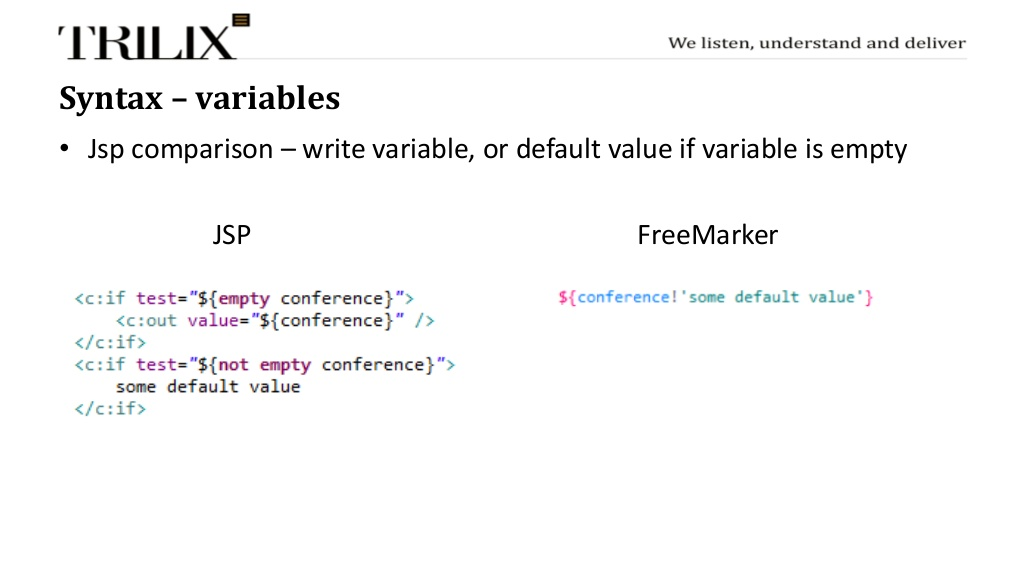 TRILIX
We listen, understand and deliver
Syntax – variables
• Jsp comparison – write variable, or default value if variable is empty
JSP
FreeMarker
<c:if test="${empty conference}">
    <c:out value="${conference}" />
</c:if>
<c:if test="${not empty conference}">
    some default value
</c:if>
${conference!'some default value'}